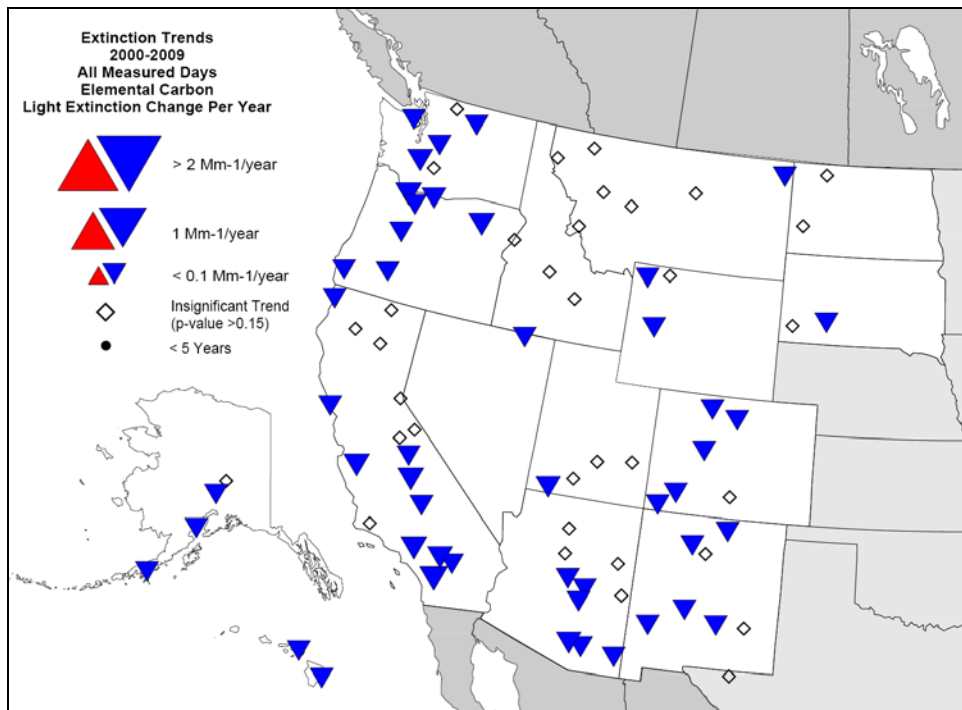 Extinction Trends
2000-2009
All Measured Days
Elemental Carbon
Light Extinction Change Per Year
> 2 Mm-1/year
1 Mm-1/year
< 0.1 Mm-1/year
Insignificant Trend
(p-value >0.15)
< 5 Years